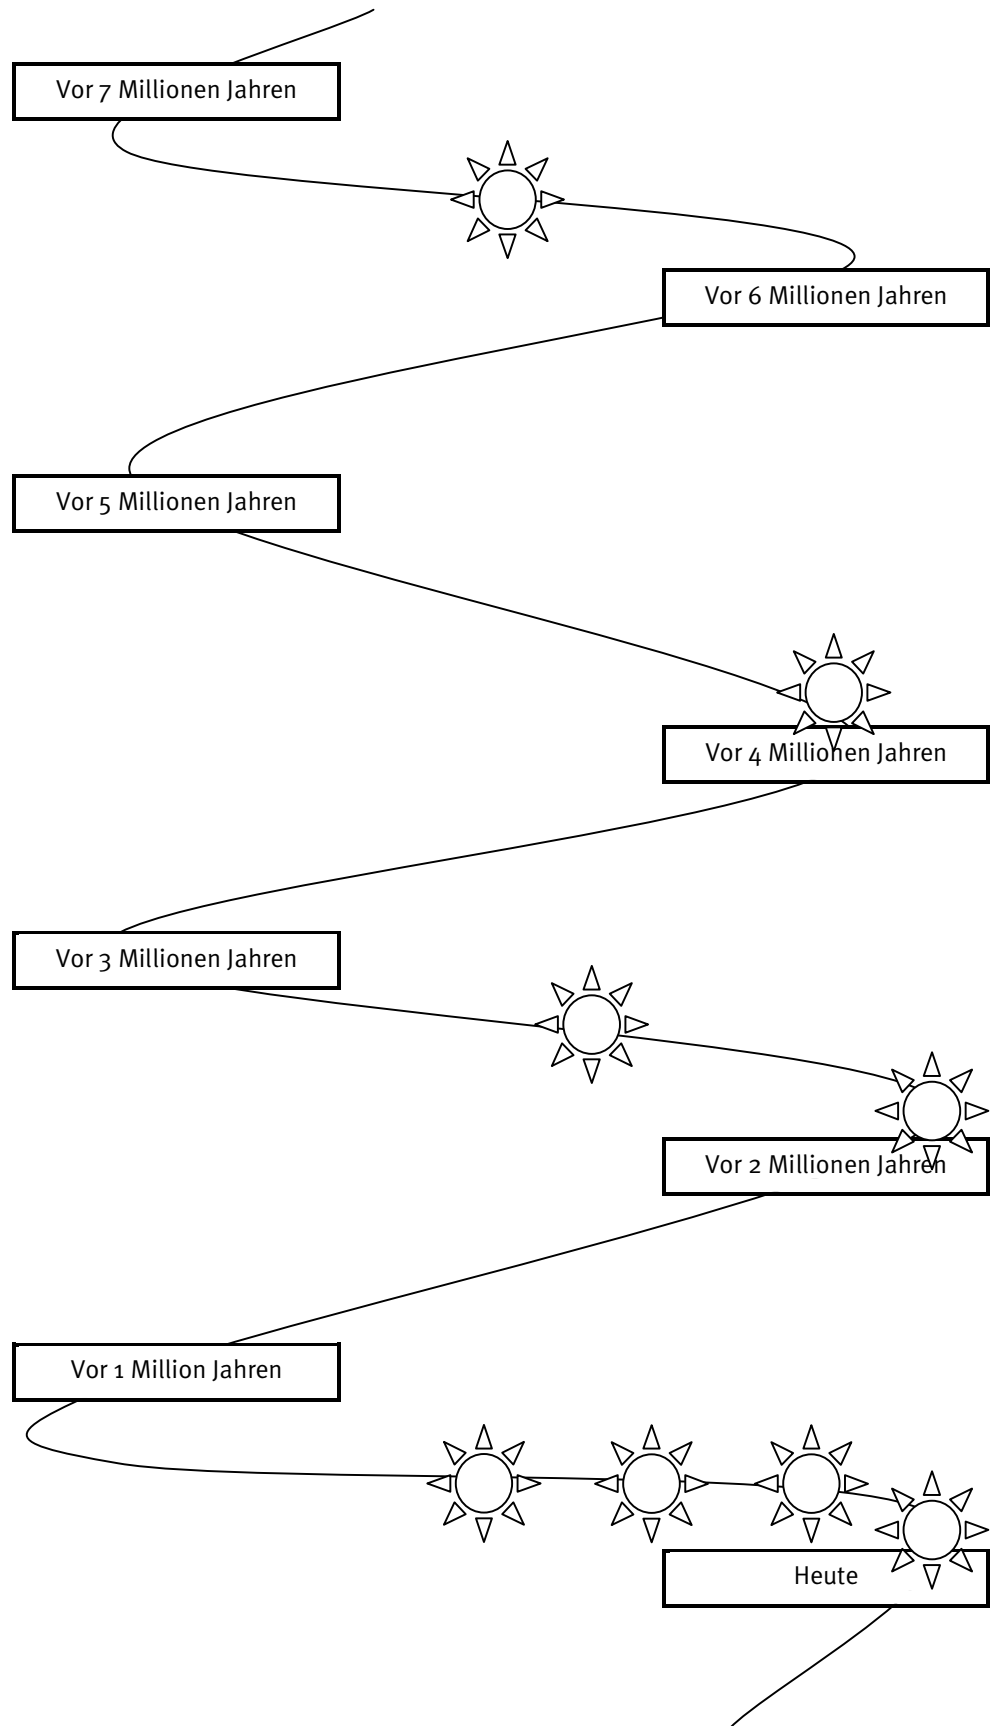 Vor 7 Millionen Jahren
Vor 6 Millionen Jahren
Vor 5 Millionen Jahren
Vor 4 Millionen Jahren
Vor 3 Millionen Jahren
Vor 2 Millionen Jahren
Vor 1 Million Jahren
Heute